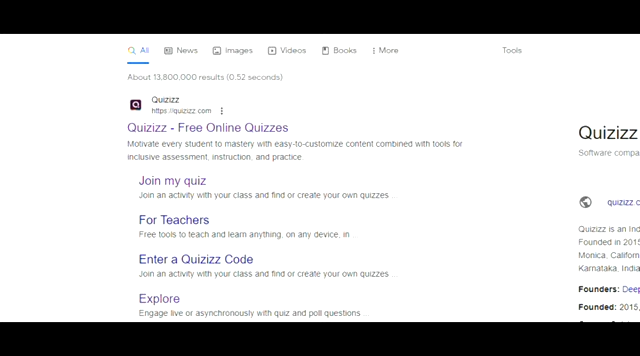 All News Images Videos Books More Tools
About 13.800.000 results (0.52 seconds)
Quizizz
https://quizizz.com
Quizizz - Free Online Quizzes
Motivate every student to mastery with easy-to-customize content combined with tools for
inclusive assessment, instruction, and practice.
Join my quiz
Join an activity with your class and find or create your own quizzes ...
For Teachers
Free tools to teach and learn anything, on any device, in ...
Enter a Quizizz Code
Join an activity with your class and find or create your own quizzes ...
Explore
Engage live or asynchronously with quiz and poll questions ...
Quizizz
Software compa
quizizz.c
Quizizz is an Ind
Founded in 2015
Monica, Californ
Karnataka, India
Founders: Deep
Founded: 2015,